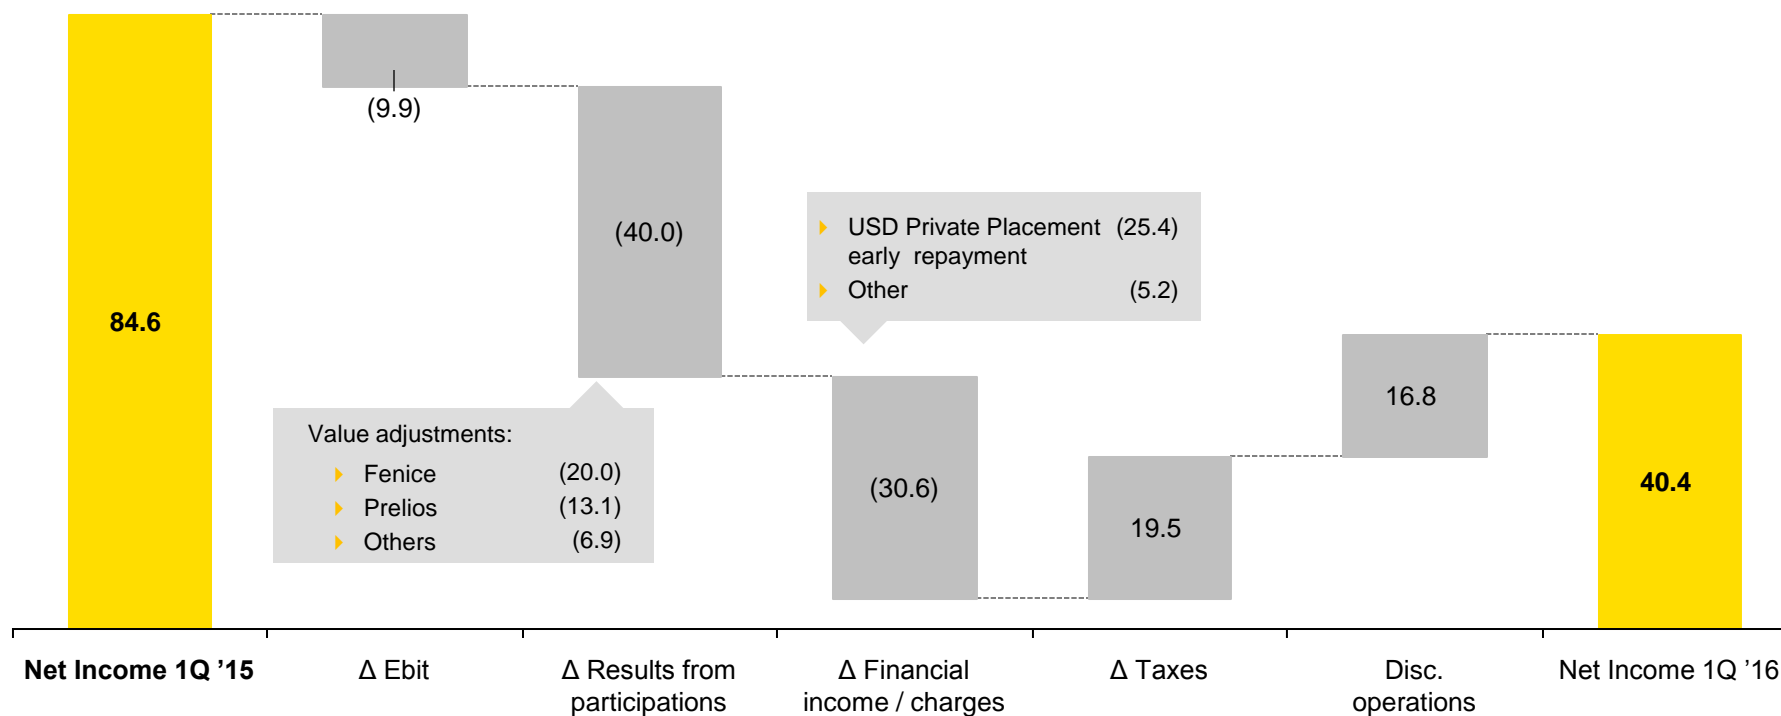 84.6
(9.9)
(40.0)
Value adjustments:
Fenice (20.0)
Prelios (13.1)
Others (6.9)
USD Private Placement (25.4)
early repayment
Other (5.2)
(30.6)
19.5
16.8
40.4
Net Income 1Q ’15
Δ Ebit
Δ Results from
participations
Δ Financial
income / charges
Δ Taxes
Disc.
operations
Net Income 1Q ’16